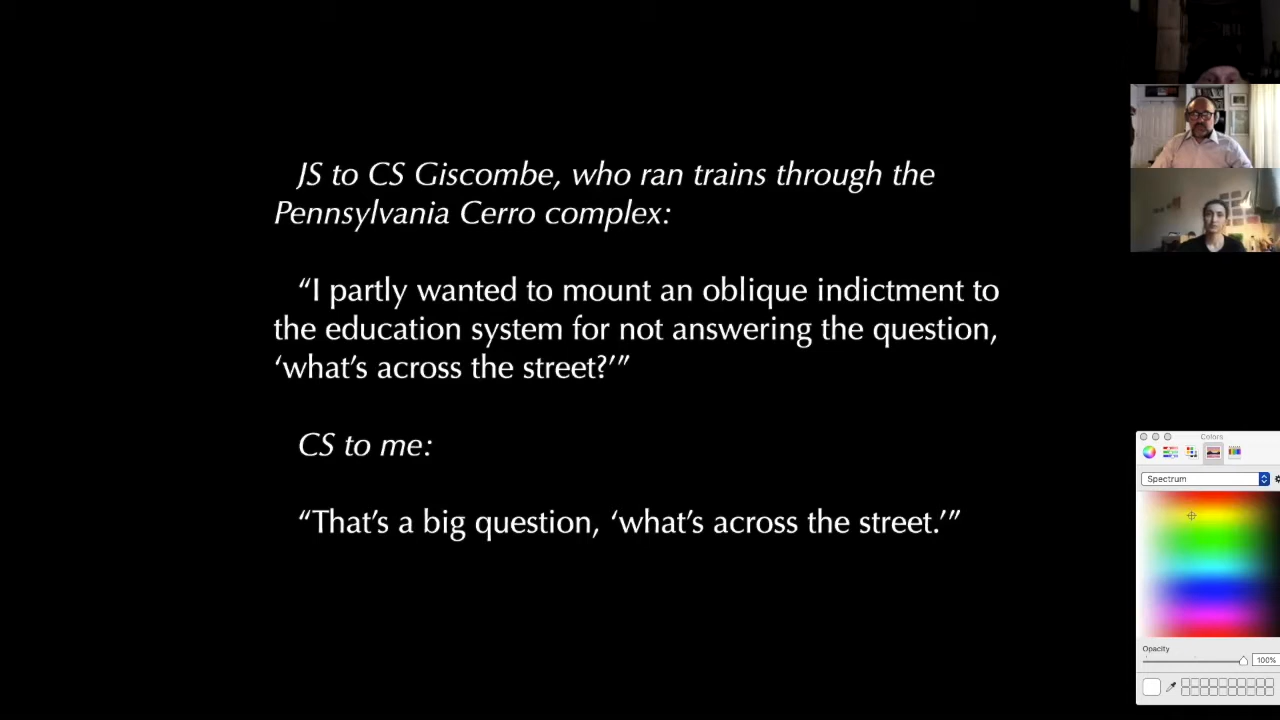 JS to CS Giscombe, who ran trains through the
Pennsylvania Cerro complex:
“I partly wanted to mount an oblique indictment to
the education system for not answering the question,
‘what’s across the street?’”
CS to me:
“That’s a big question, ‘what’s across the street.’”
Colors
Spectrum
Opacity
100%